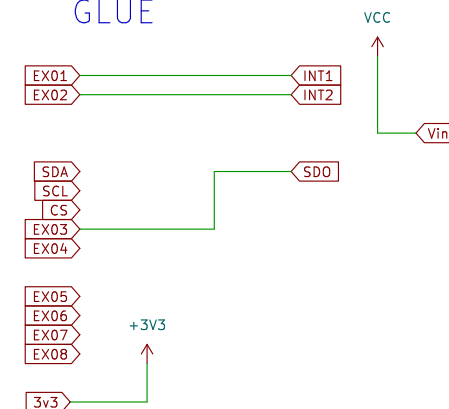 GLUE
VCC
EX01 INT1
EX02 INT2
Vin
SDA SDO
SCL
CS
EX03
EX04
EX05
EX06
EX07
EX08
+3V3
3v3